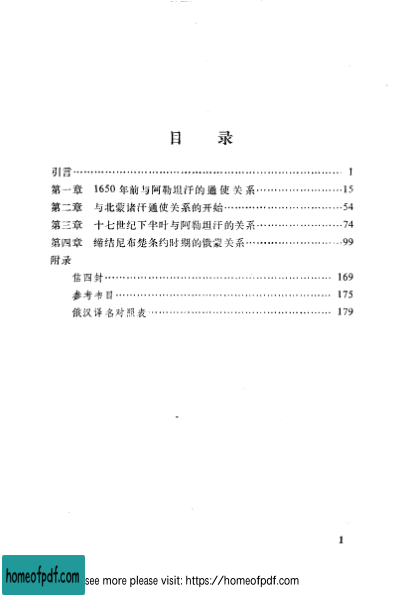 目 录
引言……1
第一章 1650年前与阿勒坦汗的通使关系……15
第二章 与北蒙诸汗通使关系的开始……54
第三章 十七世纪下半叶与阿勒坦汗的关系……74
第四章 缔结尼布楚条约时期的俄蒙关系……99
附录
信四封……169
参考书目……175
俄汉译名对照表……179
1
homeofpdf.com
see more please visit: https://homeofpdf.com